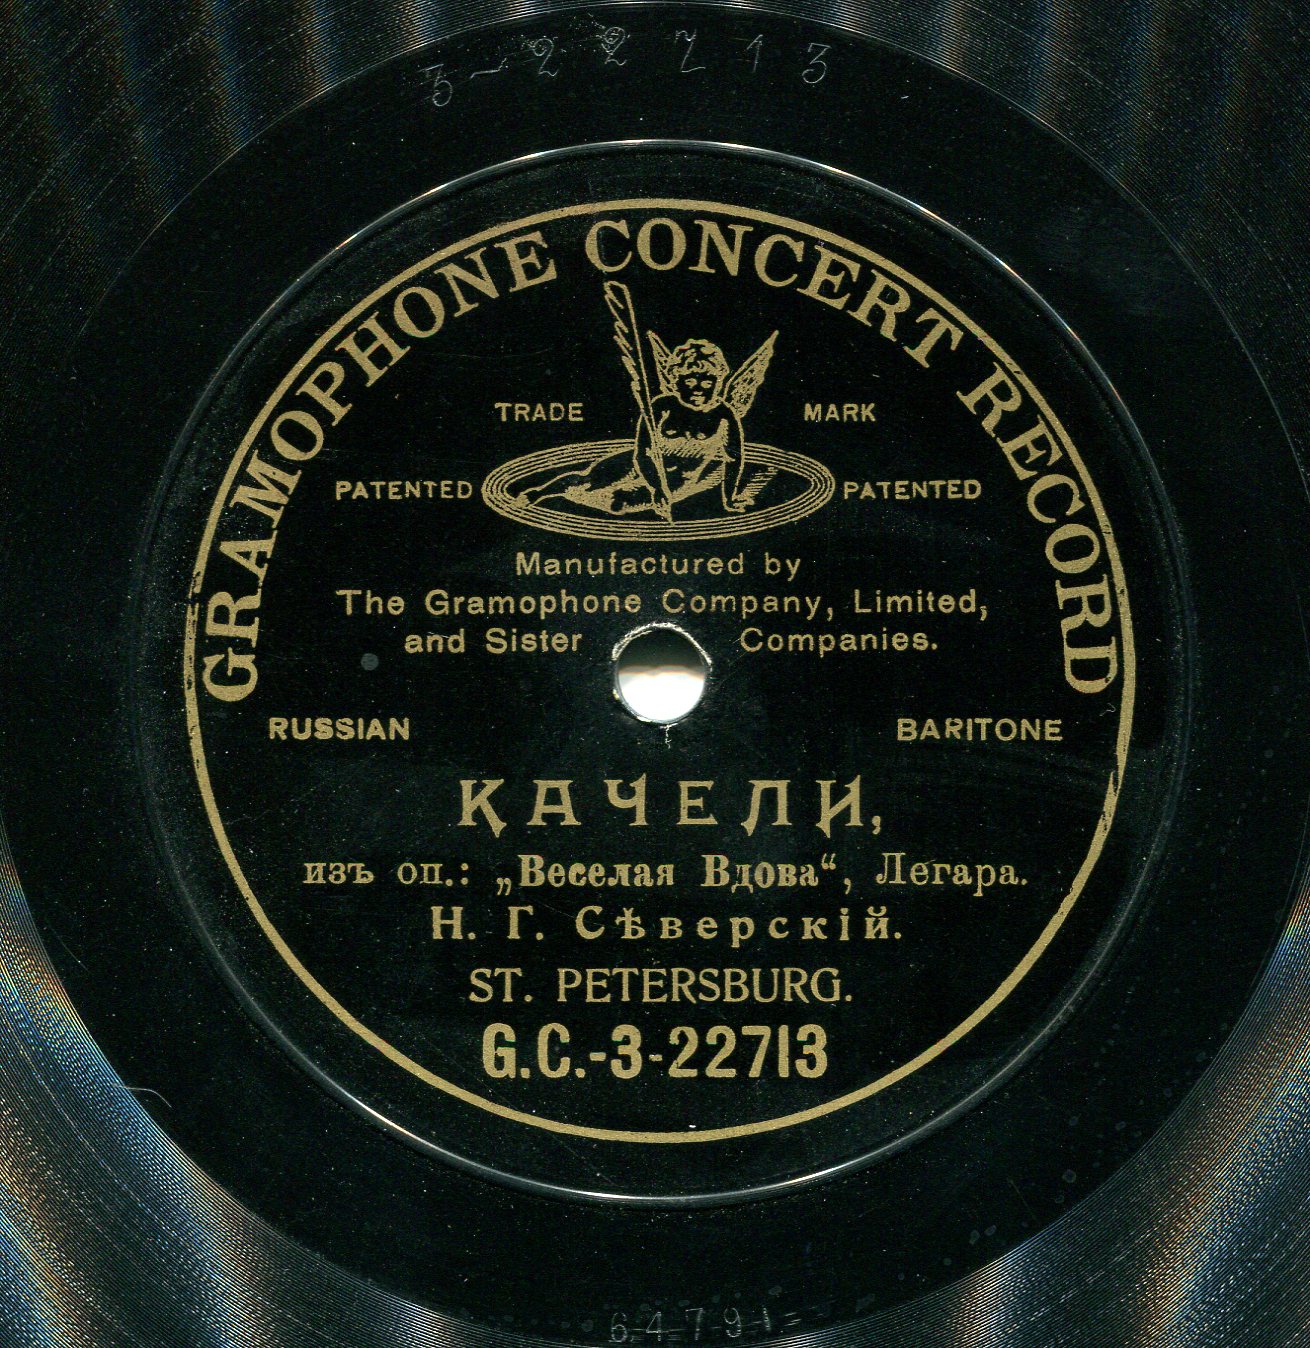 3-22713
GRAMOPHONE CONCERT RECORD
TRADE MARK
PATENTED PATENTED
Manufactured by
The Gramophone Company, Limited,
and Sister Companies.
RUSSIAN BARITONE
КАЧЕЛИ,
изъ оп.: „Веселая Вдова“, Легара.
Н. Г. Сѣверскій.
ST. PETERSBURG.
G.C.-3-22713
6479l=